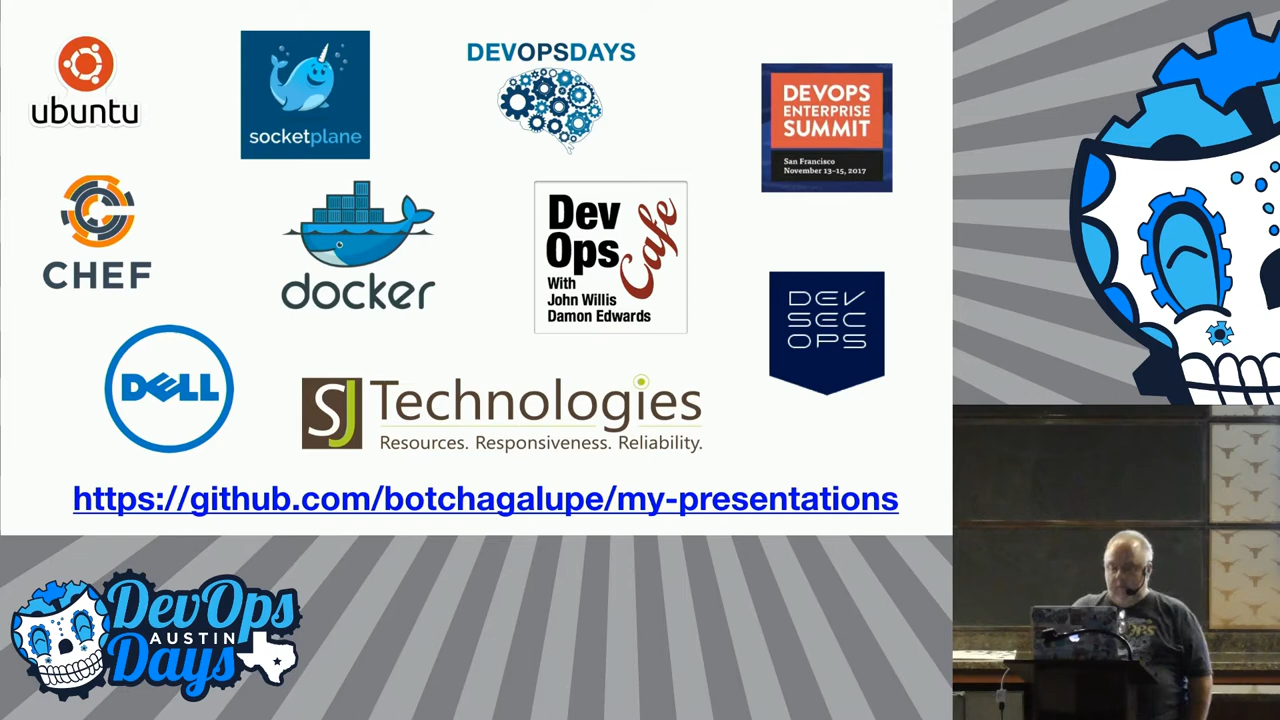 ubuntu
socketplane
DEVOPSDAYS
DEVOPS
ENTERPRISE
SUMMIT
San Francisco
November 13–15, 2017
CHEF
docker
Dev
Ops
Cafe
With
John Willis
Damon Edwards
DEV
SEC
OPS
DELL
SJ Technologies
Resources. Responsiveness. Reliability.
https://github.com/botchagalupe/my-presentations
DevOps
AUSTIN
Days